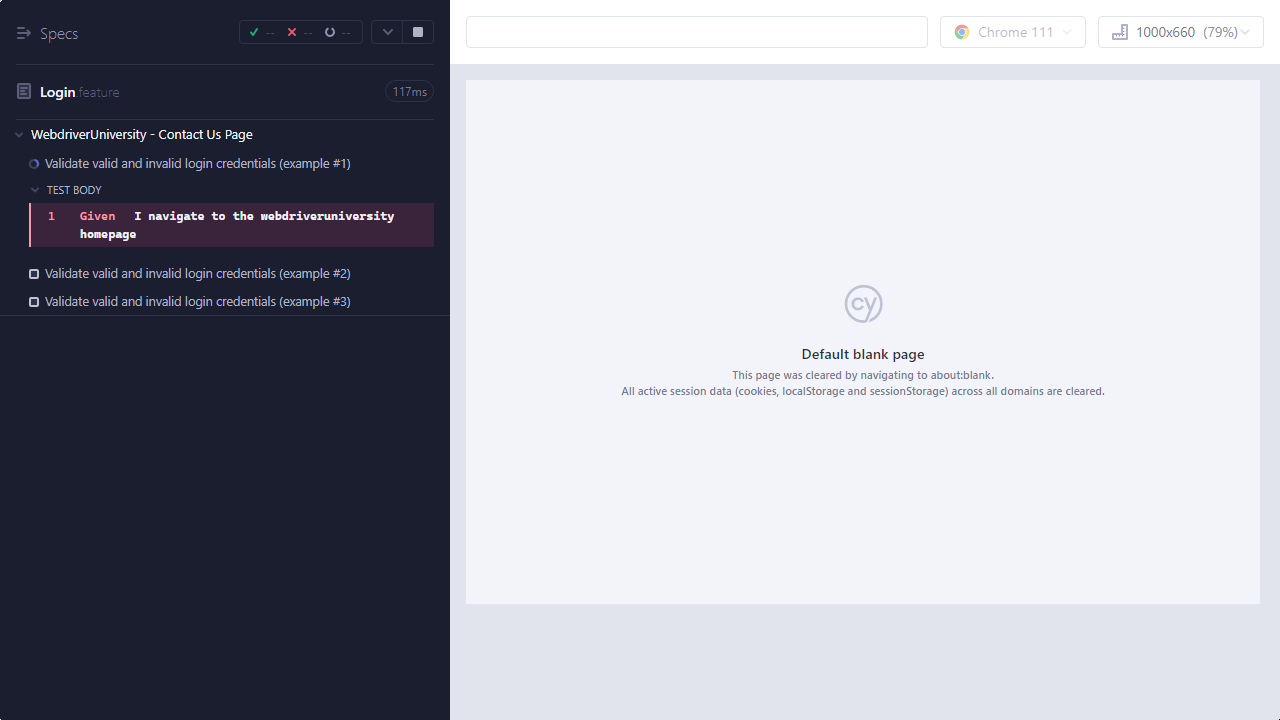 Specs
--
--
--
Chrome 111
1000x660 (79%)
Login.feature
117ms
WebdriverUniversity - Contact Us Page
Validate valid and invalid login credentials (example #1)
TEST BODY
1 Given I navigate to the webdriveruniversity
homepage
Validate valid and invalid login credentials (example #2)
Validate valid and invalid login credentials (example #3)
cy
Default blank page
This page was cleared by navigating to about:blank.
All active session data (cookies, localStorage and sessionStorage) across all domains are cleared.